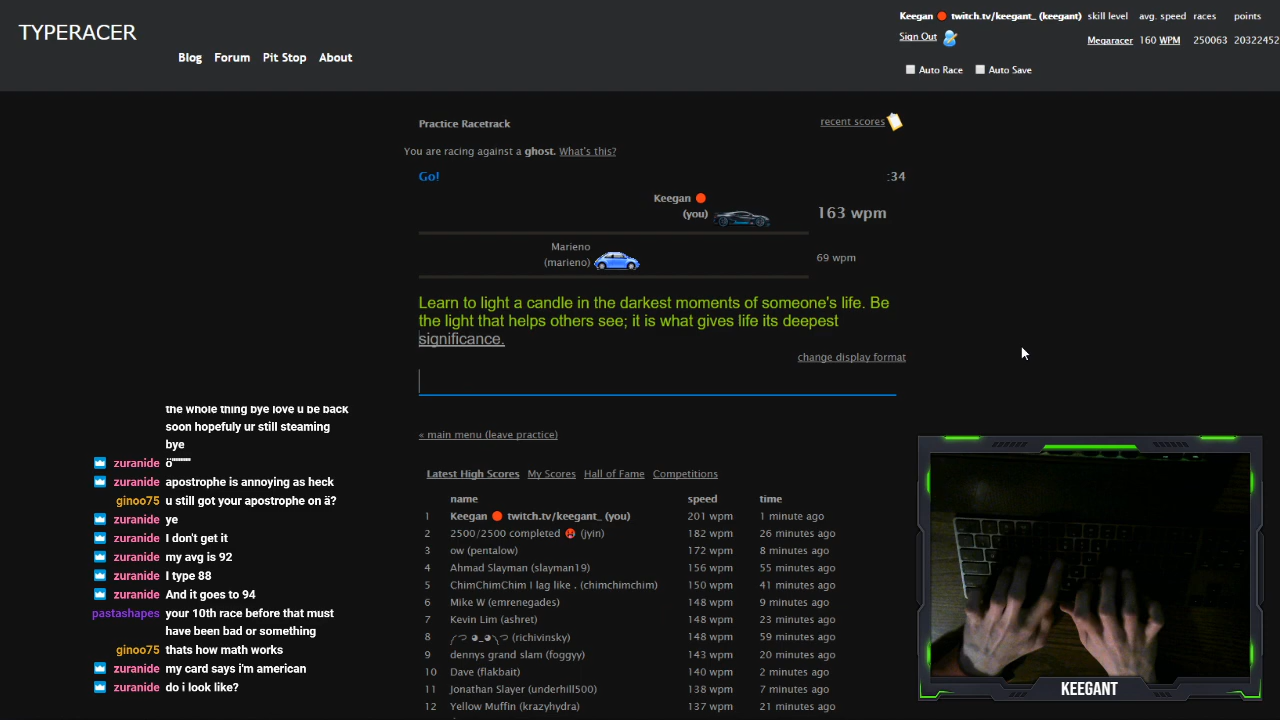 TYPERACER
Blog Forum Pit Stop About
Keegan 🔴 twitch.tv/keegant_ (keegant) skill level avg. speed races points
Sign Out Megaracer 160 WPM 250063 20322452
Auto Race Auto Save
Practice Racetrack
recent scores
You are racing against a ghost. What's this?
Go! :34
Keegan 🔴
(you) 163 wpm
Marieno
(marieno) 69 wpm
Learn to light a candle in the darkest moments of someone's life. Be
the light that helps others see; it is what gives life its deepest
significance.
change display format
« main menu (leave practice)
Latest High Scores My Scores Hall of Fame Competitions
name speed time
1 Keegan 🔴 twitch.tv/keegant_ (you) 201 wpm 1 minute ago
2 2500/2500 completed (jyin) 182 wpm 26 minutes ago
3 ow (pentalow) 172 wpm 8 minutes ago
4 Ahmad Slayman (slayman19) 156 wpm 55 minutes ago
5 ChimChimChim I lag like . (chimchimchim) 150 wpm 41 minutes ago
6 Mike W (emrenegades) 148 wpm 9 minutes ago
7 Kevin Lim (ashret) 148 wpm 23 minutes ago
8 (richivinsky) 148 wpm 59 minutes ago
9 dennys grand slam (foggyy) 143 wpm 20 minutes ago
10 Dave (flakbait) 140 wpm 2 minutes ago
11 Jonathan Slayer (underhill500) 138 wpm 7 minutes ago
12 Yellow Muffin (krazyhydra) 137 wpm 21 minutes ago
the whole thing bye love u be back
soon hopefuly ur still steaming
bye
zuranide ö'''''''''
zuranide apostrophe is annoying as heck
ginoo75 u still got your apostrophe on ä?
zuranide ye
zuranide I don't get it
zuranide my avg is 92
zuranide I type 88
zuranide And it goes to 94
pastashapes your 10th race before that must
have been bad or something
ginoo75 thats how math works
zuranide my card says i'm american
zuranide do i look like?
KEEGANT